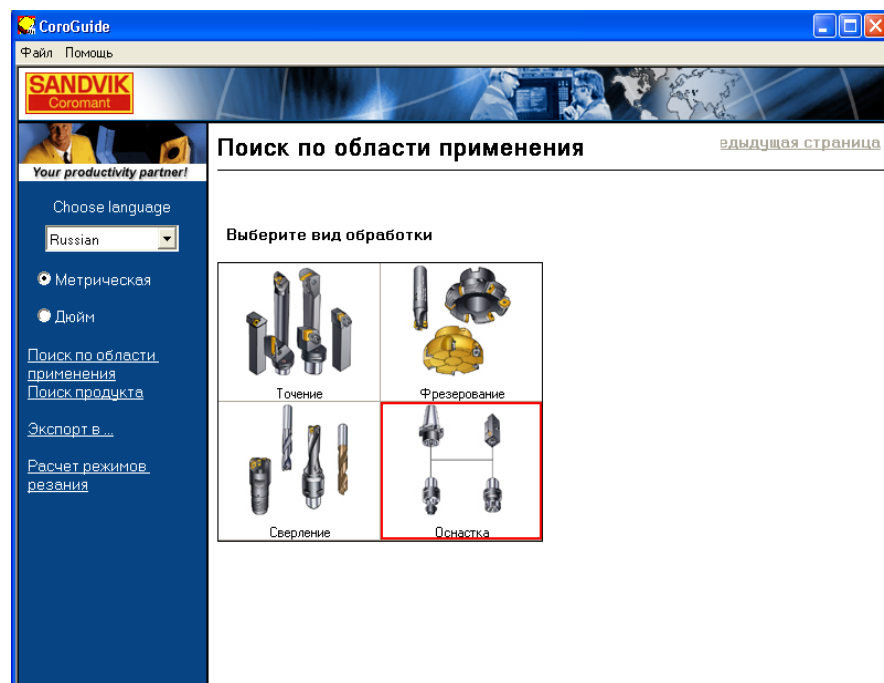 CoroGuide
Файл Помощь
SANDVIK
Coromant
Your productivity partner!
Поиск по области применения
едыдущая страница
Choose language
Russian
Выберите вид обработки
Метрическая
Дюйм
Поиск по области
применения
Поиск продукта
Экспорт в ...
Расчет режимов
резания
Точение
Фрезерование
Сверление
Оснастка